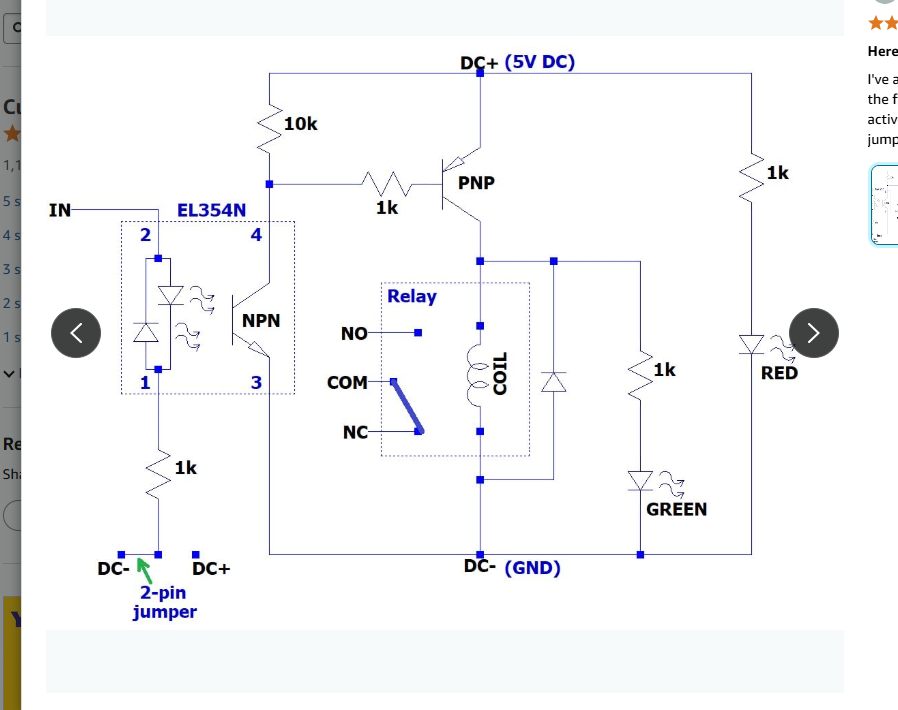 DC+ (5V DC)
10k
1k
PNP
1k
IN
EL354N
2
4
NPN
1
3
Relay
NO
COM
NC
COIL
1k
RED
1k
GREEN
DC-
DC+
2-pin
jumper
DC- (GND)
Here
I've a
the f
activ
jump
Cu
1,1
5 s
4 s
3 s
2 s
1 s
Re
Sha